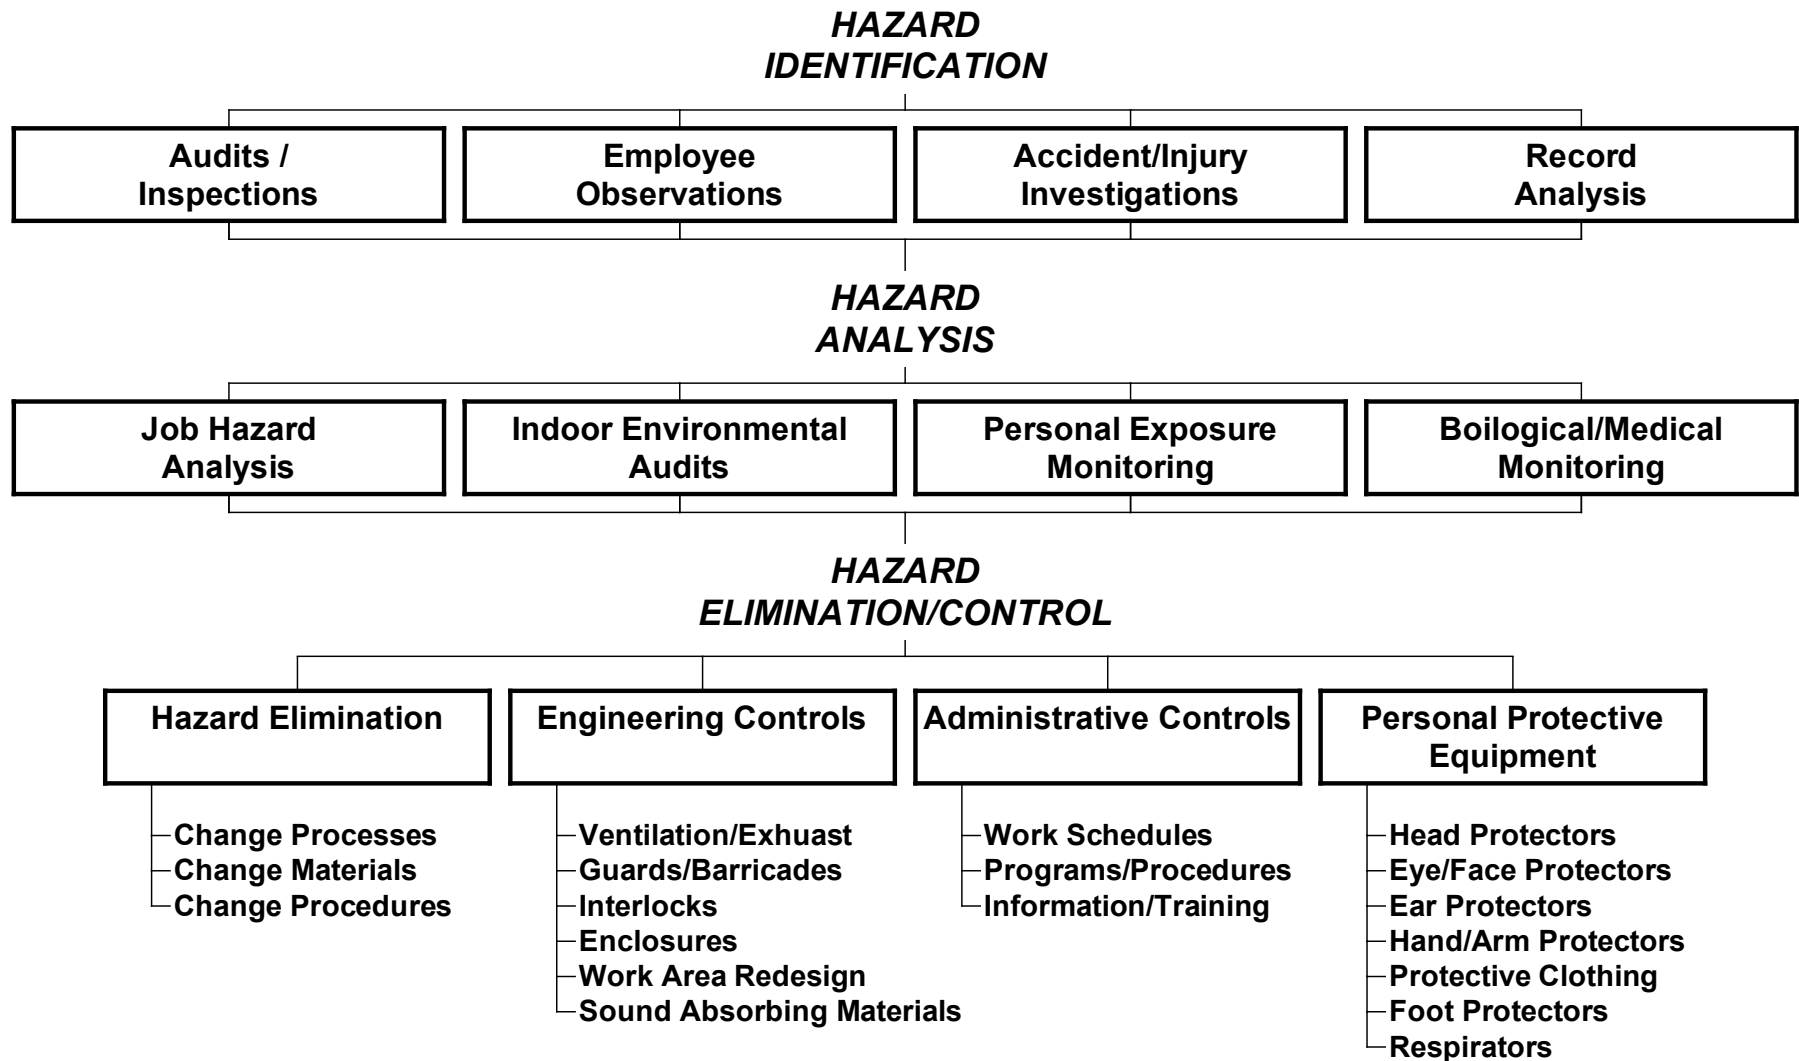 HAZARD
IDENTIFICATION
Audits /
Inspections
Employee
Observations
Accident/Injury
Investigations
Record
Analysis
HAZARD
ANALYSIS
Job Hazard
Analysis
Indoor Environmental
Audits
Personal Exposure
Monitoring
Boilogical/Medical
Monitoring
HAZARD
ELIMINATION/CONTROL
Hazard Elimination
Change Processes
Change Materials
Change Procedures
Engineering Controls
Ventilation/Exhuast
Guards/Barricades
Interlocks
Enclosures
Work Area Redesign
Sound Absorbing Materials
Administrative Controls
Work Schedules
Programs/Procedures
Information/Training
Personal Protective
Equipment
Head Protectors
Eye/Face Protectors
Ear Protectors
Hand/Arm Protectors
Protective Clothing
Foot Protectors
Respirators